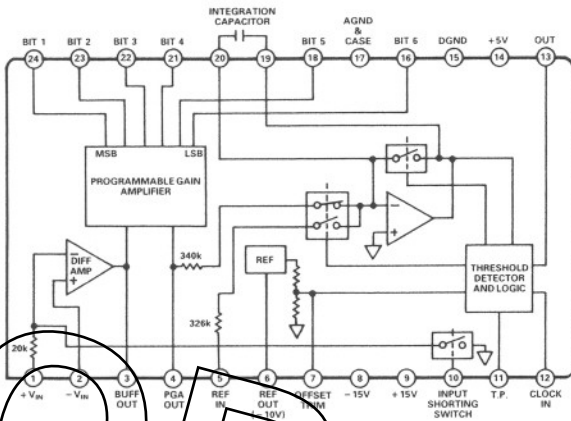 INTEGRATION
CAPACITOR
AGND
&
CASE
BIT 1
BIT 2
BIT 3
BIT 4
BIT 5
BIT 6
DGND
+5V
OUT
24
23
22
21
20
19
18
17
16
15
14
13
MSB
LSB
PROGRAMMABLE GAIN
AMPLIFIER
DIFF
AMP
−
+
340k
326k
20k
REF
−
+
THRESHOLD
DETECTOR
AND LOGIC
1
2
3
4
5
6
7
8
9
10
11
12
+ VIN
− VIN
BUFF
OUT
PGA
OUT
REF
IN
REF
OUT
(−10V)
OFFSET
TRIM
−15V
+15V
INPUT
SHORTING
SWITCH
T.P.
CLOCK
IN